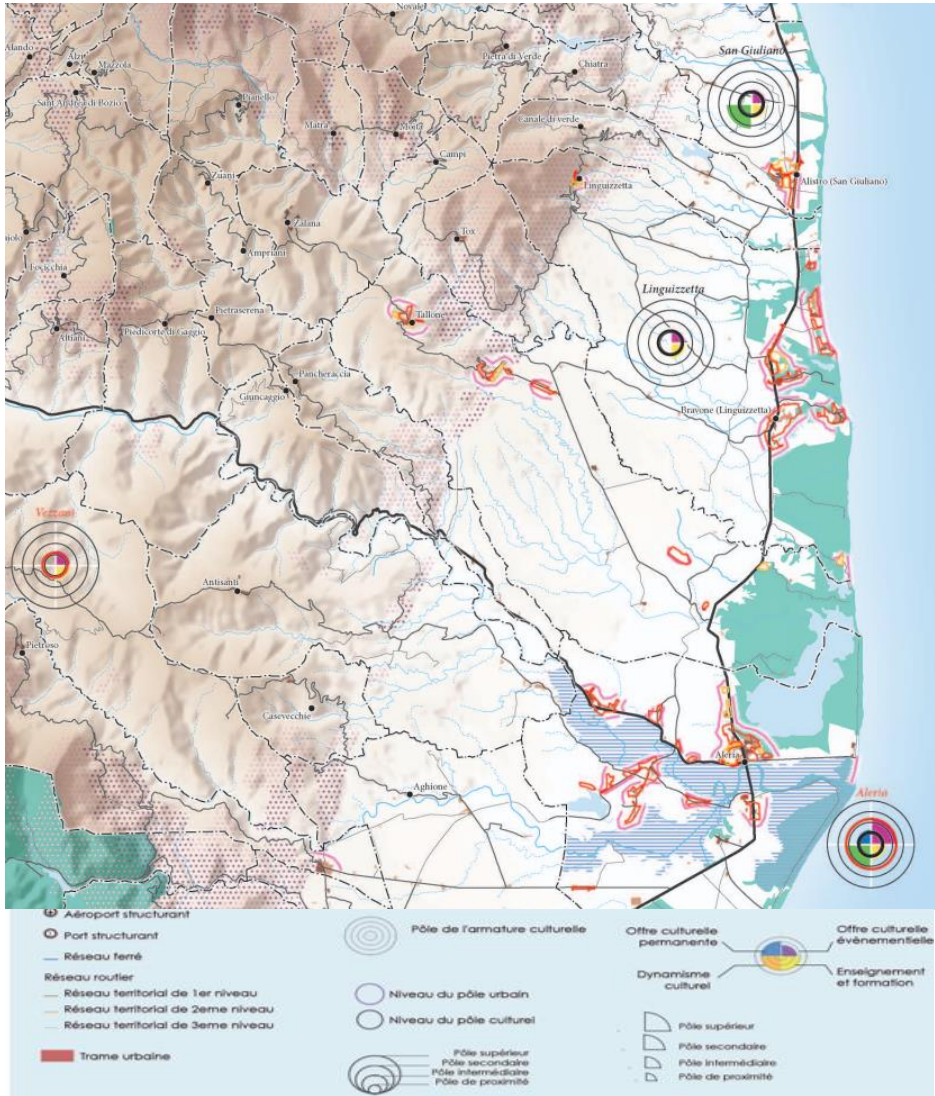 Novale
San Giuliano
Alando
Alzi
Mazzola
Pietra di Verde
Chiatra
Sant'Andrea di Bozio
Pianello
Matra
Moita
Canale di verde
Campi
Zuani
Linguizzetta
Alistro (San Giuliano)
Zalana
Tox
Ampriani
Focicchia
Linguizzetta
Pietraserena
Tallone
Altiani
Piedicorte di Gaggio
Pancheraccia
Giuncaggio
Bravone (Linguizzetta)
Vezzani
Antisanti
Pietroso
Casevecchie
Aleria
Aghione
Aleria
Aéroport structurant
Port structurant
Réseau ferré
Réseau routier
Réseau territorial de 1er niveau
Réseau territorial de 2eme niveau
Réseau territorial de 3eme niveau
Trame urbaine
Pôle de l'armature culturelle
Niveau du pôle urbain
Niveau du pôle culturel
Pôle supérieur
Pôle secondaire
Pôle intermédiaire
Pôle de proximité
Offre culturelle
permanente
Offre culturelle
évènementielle
Dynamisme
culturel
Enseignement
et formation
Pôle supérieur
Pôle secondaire
Pôle intermédiaire
Pôle de proximité